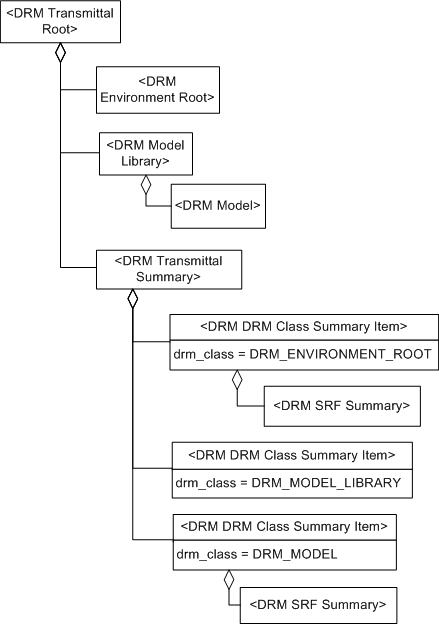 <DRM Transmittal
Root>
<DRM
Environment Root>
<DRM Model
Library>
<DRM Model>
<DRM Transmittal
Summary>
<DRM DRM Class Summary Item>
drm_class = DRM_ENVIRONMENT_ROOT
<DRM SRF Summary>
<DRM DRM Class Summary Item>
drm_class = DRM_MODEL_LIBRARY
<DRM DRM Class Summary Item>
drm_class = DRM_MODEL
<DRM SRF Summary>